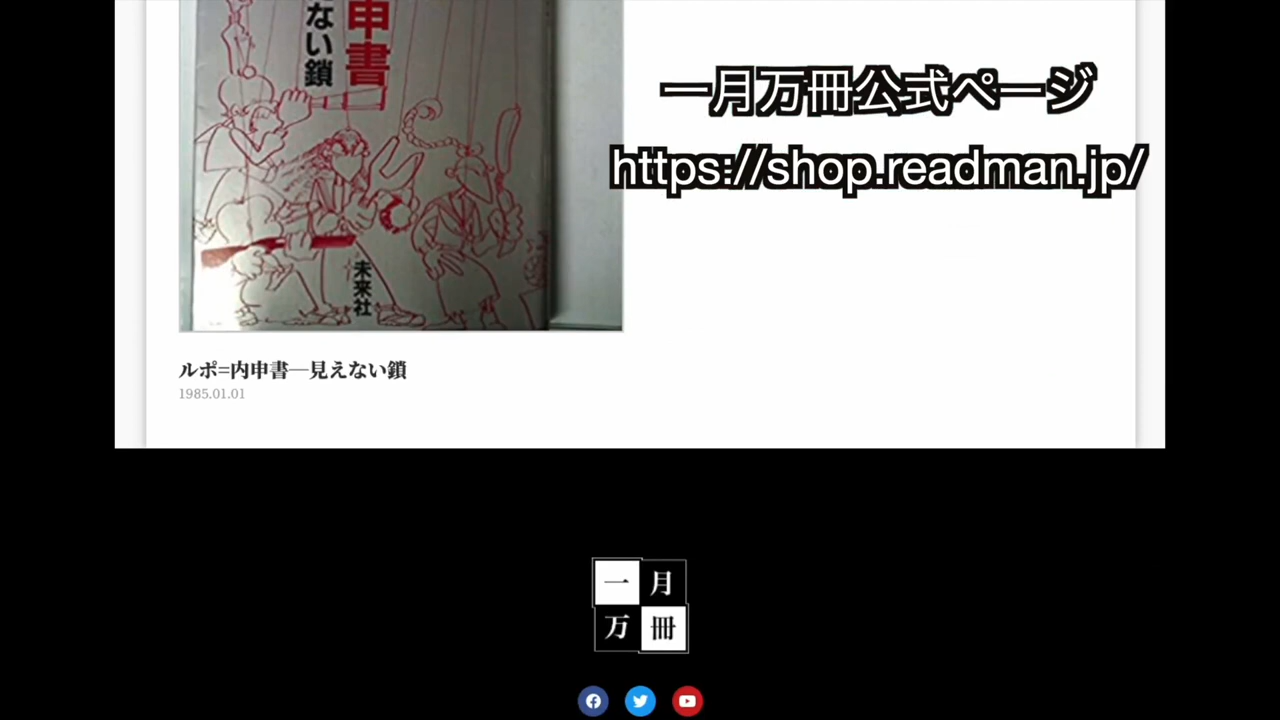 申書
ない鎖
未来社
一月万冊公式ページ
https://shop.readman.jp/
ルポ=内申書─見えない鎖
1985.01.01
一月
万冊